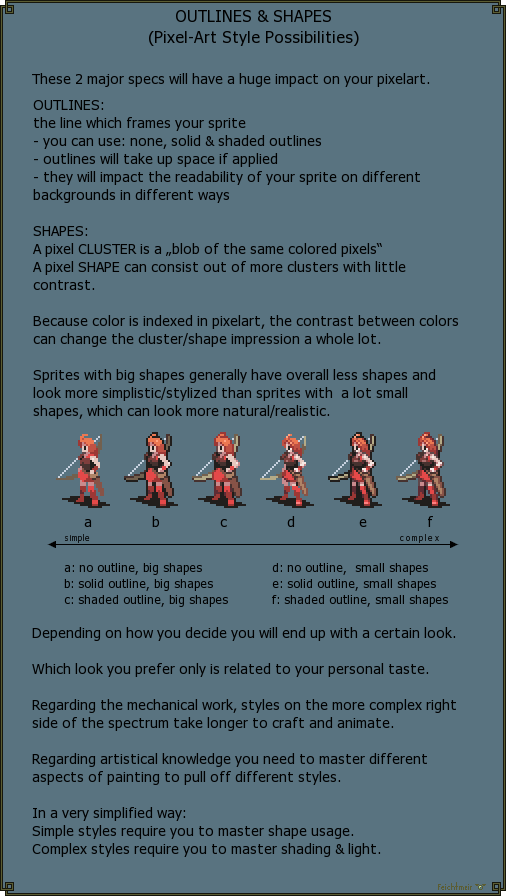 OUTLINES & SHAPES
(Pixel-Art Style Possibilities)
These 2 major specs will have a huge impact on your pixelart.
OUTLINES:
the line which frames your sprite
- you can use: none, solid & shaded outlines
- outlines will take up space if applied
- they will impact the readability of your sprite on different
backgrounds in different ways
SHAPES:
A pixel CLUSTER is a „blob of the same colored pixels“
A pixel SHAPE can consist out of more clusters with little
contrast.
Because color is indexed in pixelart, the contrast between colors
can change the cluster/shape impression a whole lot.
Sprites with big shapes generally have overall less shapes and
look more simplistic/stylized than sprites with a lot small
shapes, which can look more natural/realistic.
a b c d e f
simple complex
a: no outline, big shapes
b: solid outline, big shapes
c: shaded outline, big shapes
d: no outline, small shapes
e: solid outline, small shapes
f: shaded outline, small shapes
Depending on how you decide you will end up with a certain look.
Which look you prefer only is related to your personal taste.
Regarding the mechanical work, styles on the more complex right
side of the spectrum take longer to craft and animate.
Regarding artistical knowledge you need to master different
aspects of painting to pull off different styles.
In a very simplified way:
Simple styles require you to master shape usage.
Complex styles require you to master shading & light.